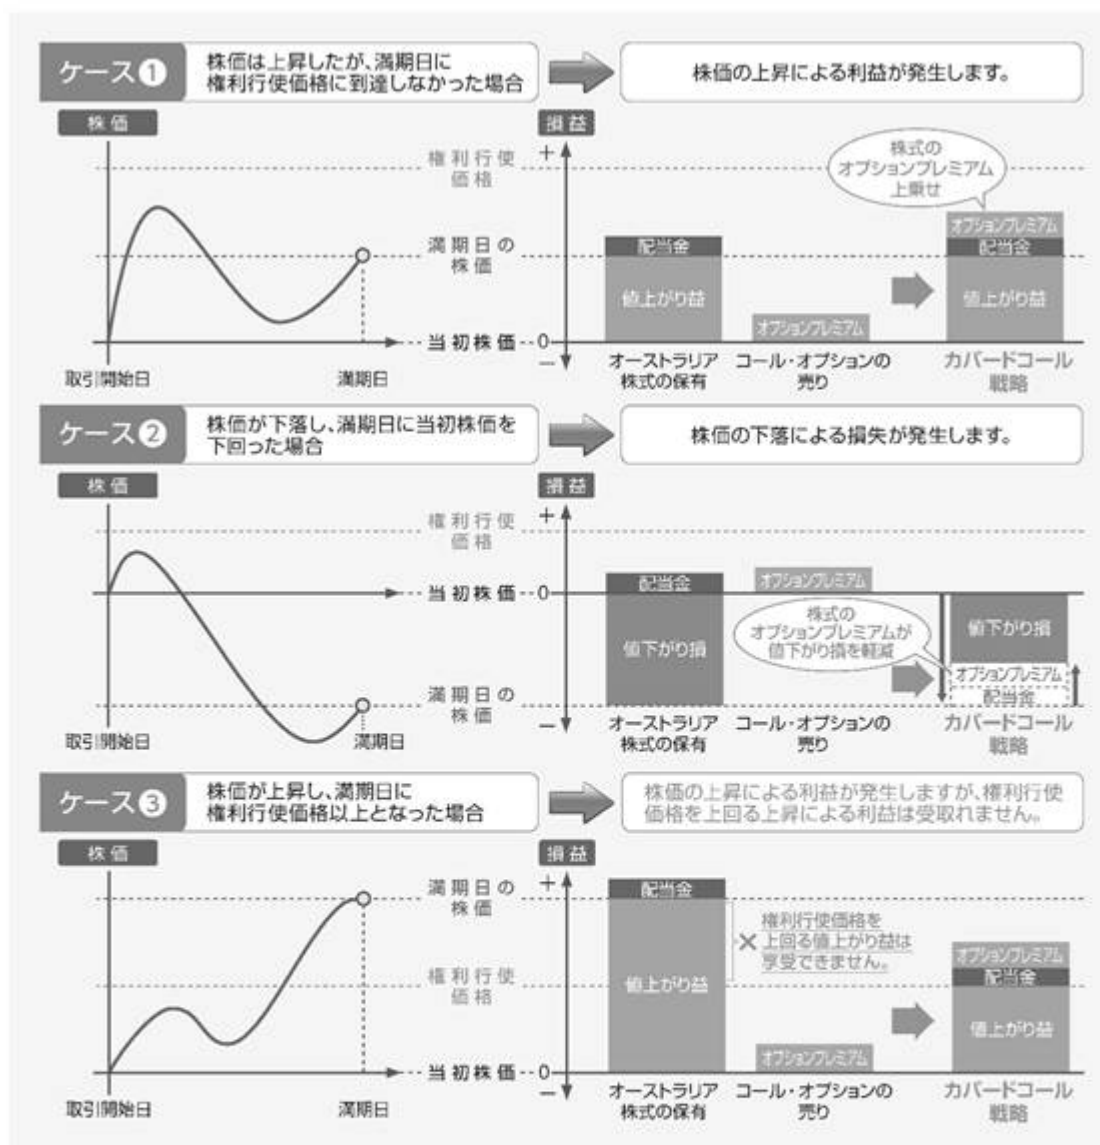 ケース❶
株価は上昇したが、満期日に
権利行使価格に到達しなかった場合
株価の上昇による利益が発生します。
株価
権利行使
価格
満期日の
株価
当初株価
取引開始日
満期日
損益
+
0
−
配当金
値上がり益
オプションプレミアム
株式の
オプションプレミアム
上乗せ
オプションプレミアム
配当金
値上がり益
オーストラリア
株式の保有
コール・オプションの
売り
カバードコール
戦略
ケース❷
株価が下落し、満期日に当初株価を
下回った場合
株価の下落による損失が発生します。
株価
権利行使
価格
当初株価
満期日の
株価
取引開始日
満期日
損益
+
0
−
配当金
値下がり損
オプションプレミアム
株式の
オプションプレミアムが
値下がり損を軽減
値下がり損
オプションプレミアム
配当金
オーストラリア
株式の保有
コール・オプションの
売り
カバードコール
戦略
ケース❸
株価が上昇し、満期日に
権利行使価格以上となった場合
株価の上昇による利益が発生しますが、権利行使
価格を上回る上昇による利益は受取れません。
株価
満期日の
株価
権利行使
価格
当初株価
取引開始日
満期日
損益
+
0
−
配当金
値上がり益
×
権利行使価格を
上回る値上がり益は
享受できません。
オプションプレミアム
オプションプレミアム
配当金
値上がり益
オーストラリア
株式の保有
コール・オプションの
売り
カバードコール
戦略